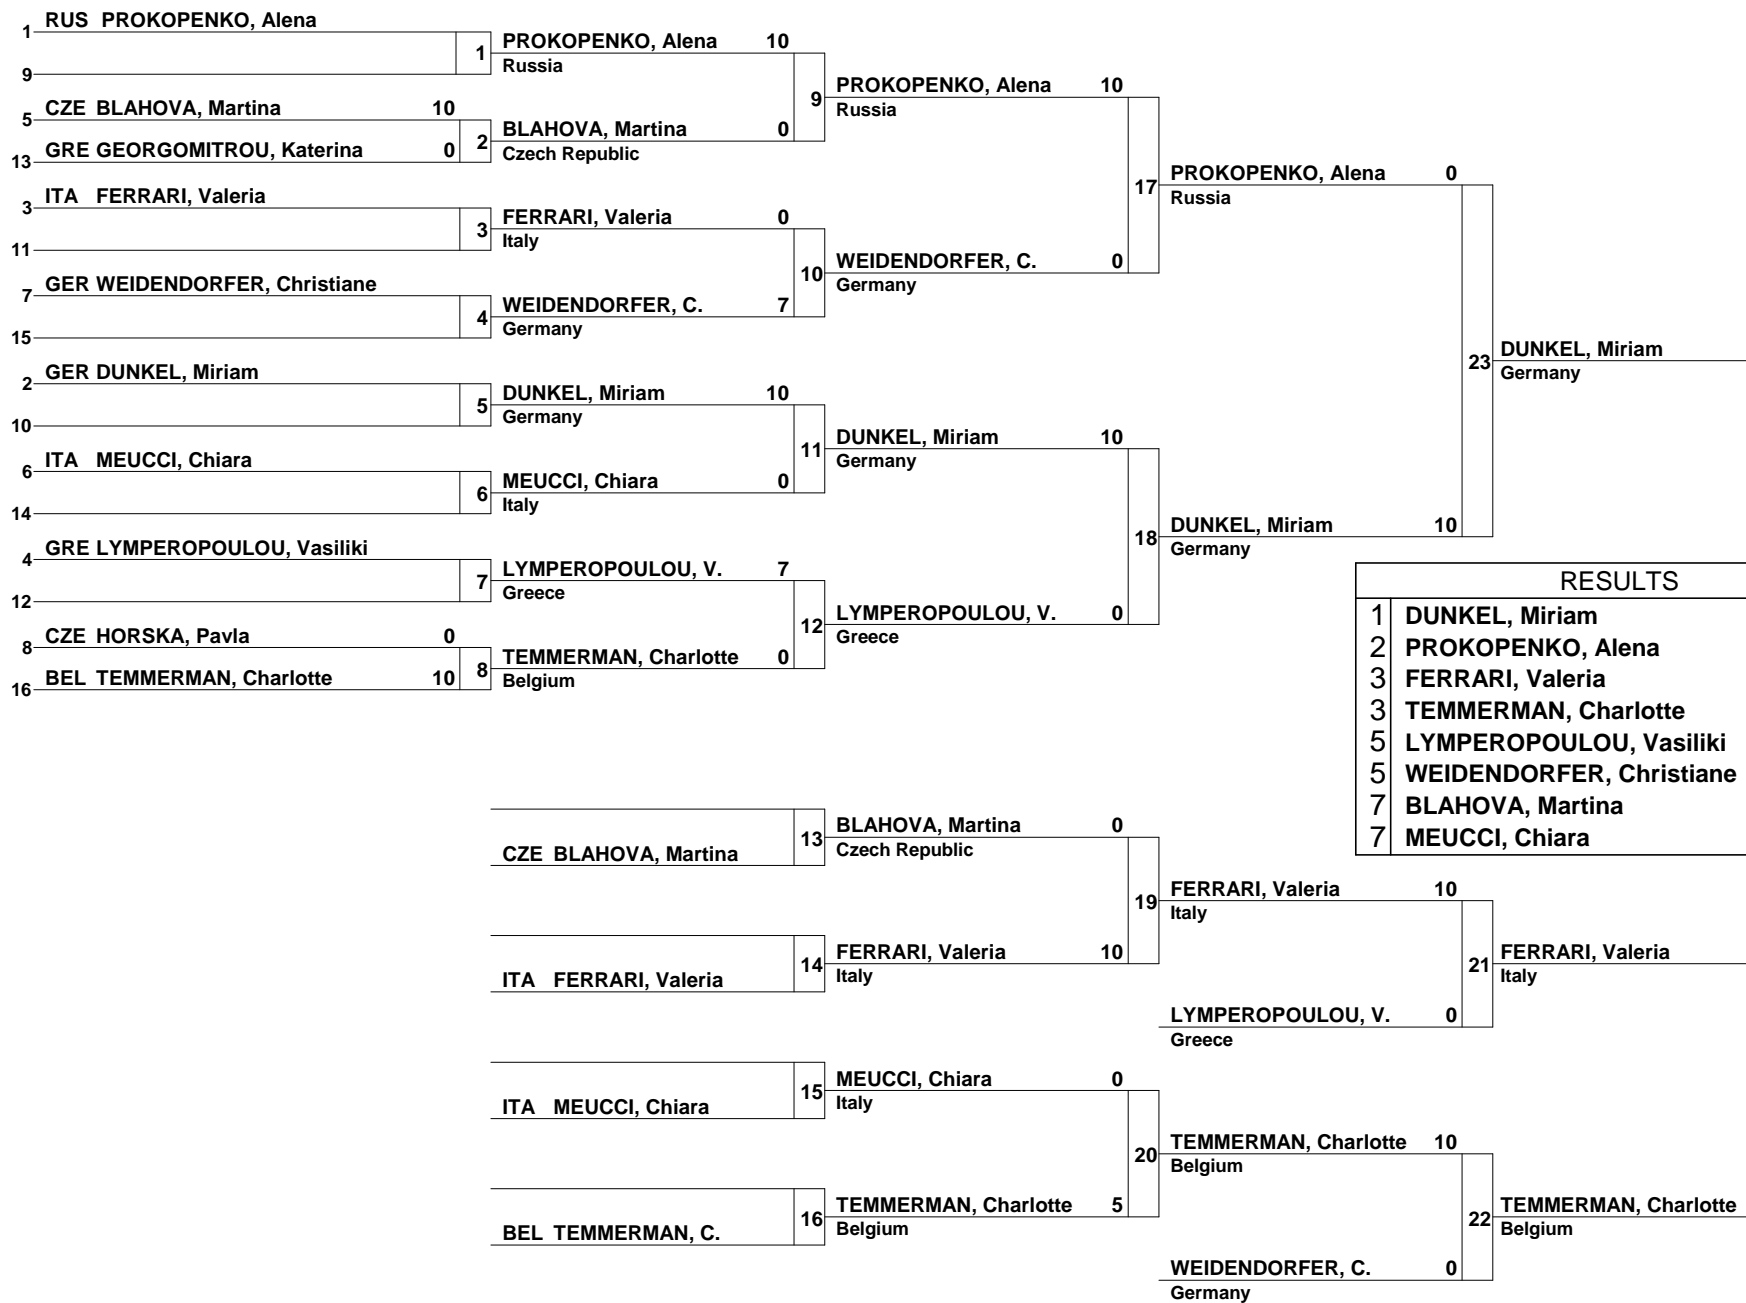 1 RUS PROKOPENKO, Alena
9
1 PROKOPENKO, Alena 10
Russia
5 CZE BLAHOVA, Martina 10
13 GRE GEORGOMITROU, Katerina 0
2 BLAHOVA, Martina 0
Czech Republic
3 ITA FERRARI, Valeria
11
3 FERRARI, Valeria 0
Italy
7 GER WEIDENDORFER, Christiane
15
4 WEIDENDORFER, C. 7
Germany
2 GER DUNKEL, Miriam
10
5 DUNKEL, Miriam 10
Germany
6 ITA MEUCCI, Chiara
14
6 MEUCCI, Chiara 0
Italy
4 GRE LYMPEROPOULOU, Vasiliki
12
7 LYMPEROPOULOU, V. 7
Greece
8 CZE HORSKA, Pavla 0
16 BEL TEMMERMAN, Charlotte 10
8 TEMMERMAN, Charlotte 0
Belgium
9 PROKOPENKO, Alena 10
Russia
10 WEIDENDORFER, C. 0
Germany
11 DUNKEL, Miriam 10
Germany
12 LYMPEROPOULOU, V. 0
Greece
17 PROKOPENKO, Alena 0
Russia
18 DUNKEL, Miriam 10
Germany
23 DUNKEL, Miriam
Germany
RESULTS
1 DUNKEL, Miriam
2 PROKOPENKO, Alena
3 FERRARI, Valeria
3 TEMMERMAN, Charlotte
5 LYMPEROPOULOU, Vasiliki
5 WEIDENDORFER, Christiane
7 BLAHOVA, Martina
7 MEUCCI, Chiara
CZE BLAHOVA, Martina
13 BLAHOVA, Martina 0
Czech Republic
ITA FERRARI, Valeria
14 FERRARI, Valeria 10
Italy
19 FERRARI, Valeria 10
Italy
LYMPEROPOULOU, V. 0
Greece
21 FERRARI, Valeria
Italy
ITA MEUCCI, Chiara
15 MEUCCI, Chiara 0
Italy
BEL TEMMERMAN, C.
16 TEMMERMAN, Charlotte 5
Belgium
20 TEMMERMAN, Charlotte 10
Belgium
WEIDENDORFER, C. 0
Germany
22 TEMMERMAN, Charlotte
Belgium